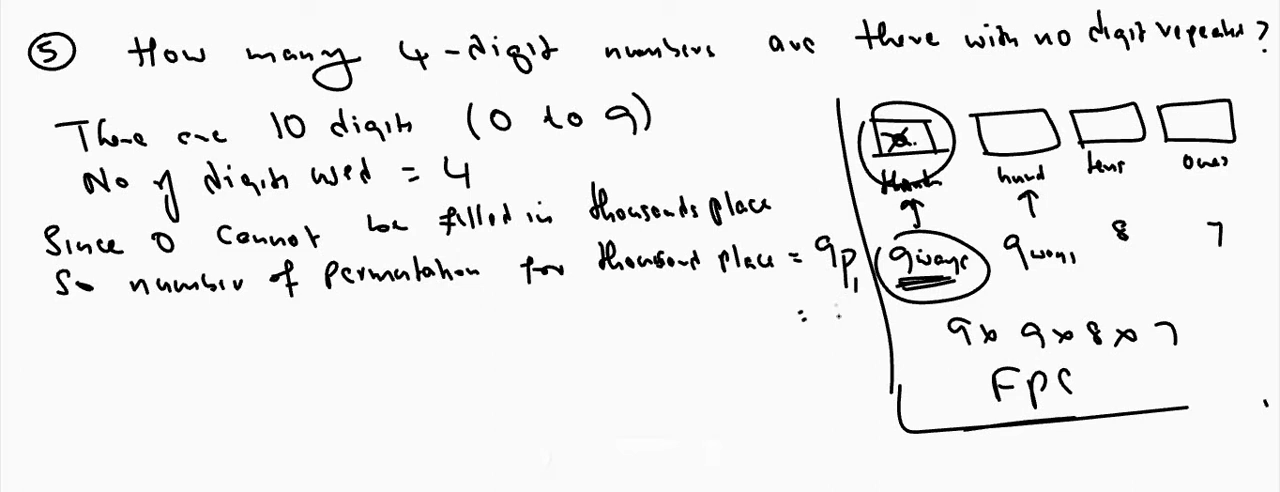 ⑤ How many 4-digit numbers are there with no digit repeated?
There are 10 digits (0 to 9)
No of digits used = 4
Since 0 cannot be filled in thousands place
So number of permutation for thousand place = 9P1
= :
0
thousands hund tens ones
9 ways 9 ways 8 7
9 x 9 x 8 x 7
FPC